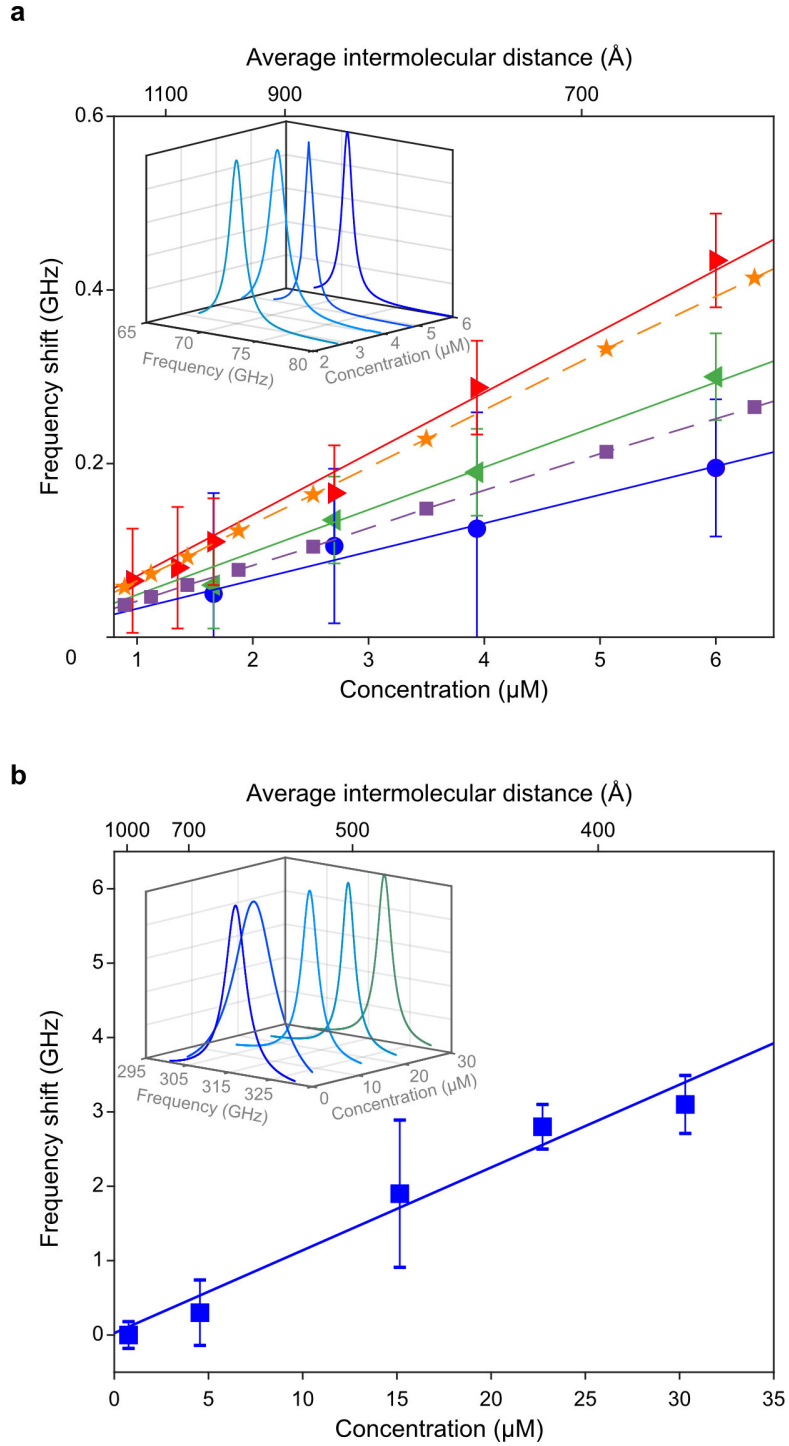 a
Average intermolecular distance (Å)
1100 900 700
0.6
0.4
0.2
0
Frequency shift (GHz)
65 70 75 80
Frequency (GHz)
2 3 4 5 6
Concentration (µM)
1 2 3 4 5 6
Concentration (µM)
b
Average intermolecular distance (Å)
1000 700 500 400
6
5
4
3
2
1
0
Frequency shift (GHz)
295 305 315 325
Frequency (GHz)
0 10 20 30
Concentration (µM)
0 5 10 15 20 25 30 35
Concentration (µM)